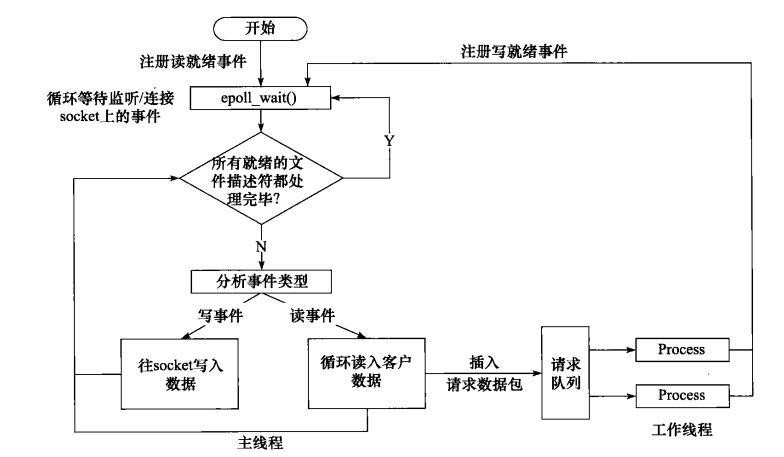 开始
注册读就绪事件
注册写就绪事件
循环等待监听/连接
socket上的事件
epoll_wait()
Y
所有就绪的文
件描述符都处
理完毕?
N
分析事件类型
写事件
读事件
往socket写入
数据
循环读入客户
数据
插入
请求数据包
请求
队列
Process
Process
主线程
工作线程